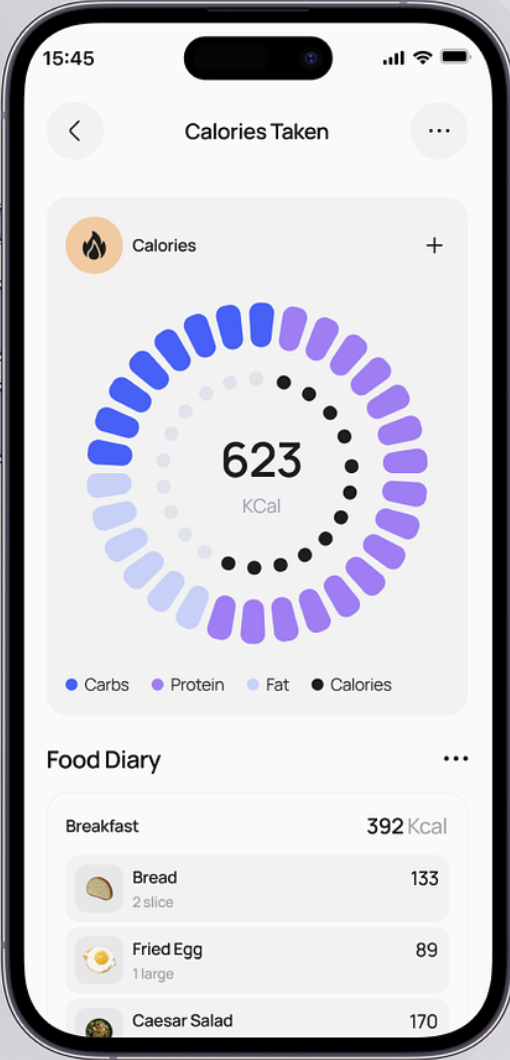 15:45
Calories Taken
Calories
623
KCal
Carbs Protein Fat Calories
Food Diary
Breakfast 392 Kcal
Bread 133
2 slice
Fried Egg 89
1 large
Caesar Salad 170